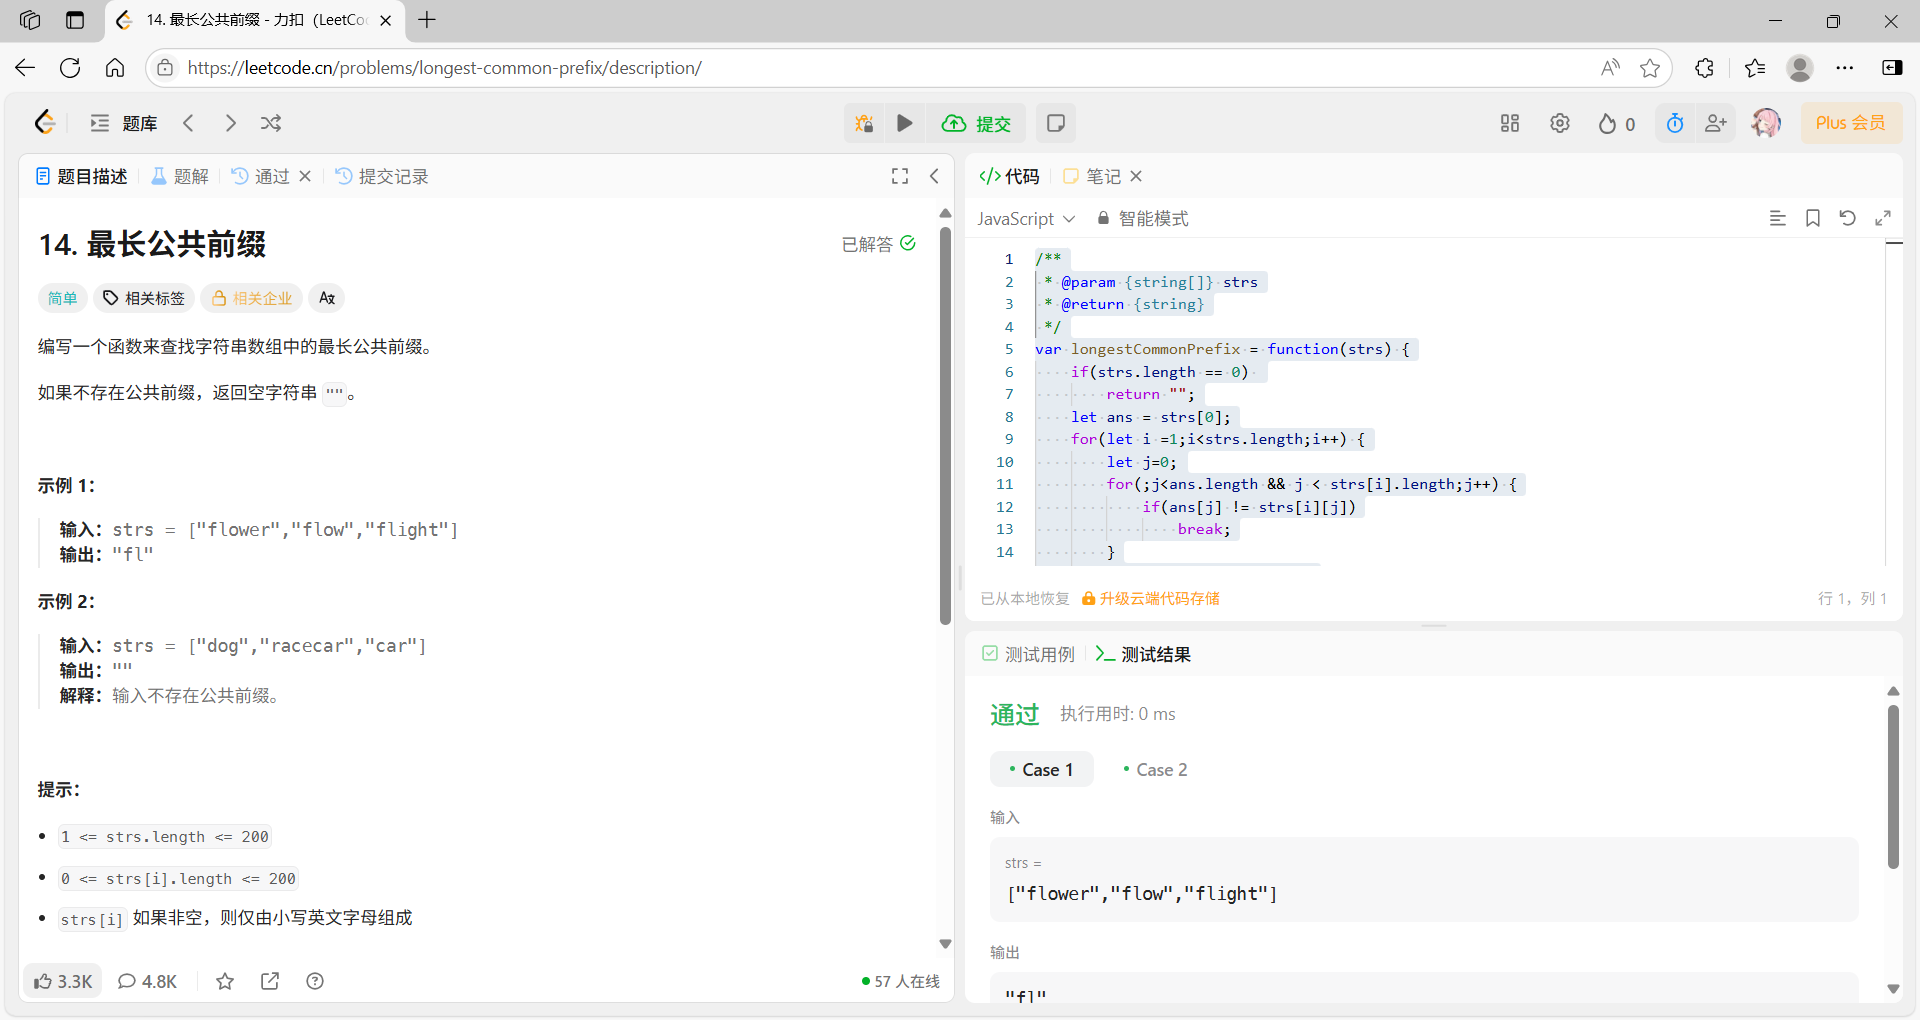 14. 最长公共前缀 - 力扣 （LeetCo
https://leetcode.cn/problems/longest-common-prefix/description/
题库
提交
0
Plus 会员
题目描述
题解
通过
提交记录
14. 最长公共前缀
已解答
简单
相关标签
相关企业
编写一个函数来查找字符串数组中的最长公共前缀。
如果不存在公共前缀，返回空字符串 ""。
示例 1：
输入：strs = ["flower","flow","flight"]
输出："fl"
示例 2：
输入：strs = ["dog","racecar","car"]
输出：""
解释：输入不存在公共前缀。
提示：
1 <= strs.length <= 200
0 <= strs[i].length <= 200
strs[i] 如果非空，则仅由小写英文字母组成
3.3K
4.8K
57 人在线
代码
笔记
JavaScript
智能模式
1 /**
2 * @param {string[]} strs
3 * @return {string}
4 */
5 var longestCommonPrefix = function(strs) {
6 if(strs.length == 0)
7 return "";
8 let ans = strs[0];
9 for(let i =1;i<strs.length;i++) {
10 let j=0;
11 for(;j<ans.length && j < strs[i].length;j++) {
12 if(ans[j] != strs[i][j])
13 break;
14 }
已从本地恢复
升级云端代码存储
行 1，列 1
测试用例
测试结果
通过
执行用时: 0 ms
Case 1
Case 2
输入
strs =
["flower","flow","flight"]
输出
"fl"